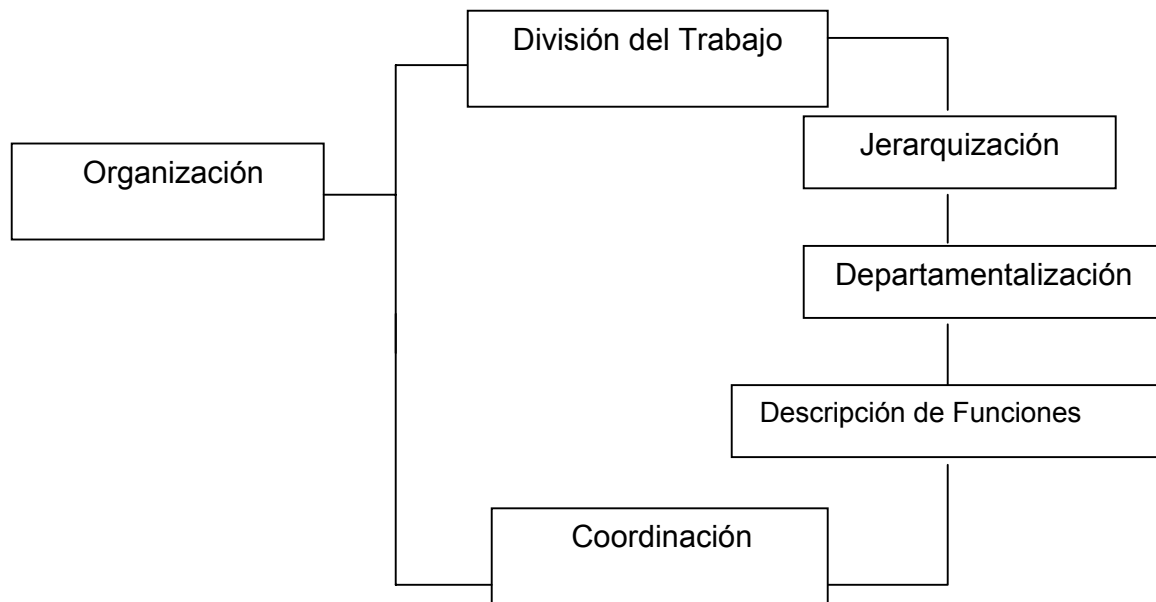 División del Trabajo
Jerarquización
Organización
Departamentalización
Descripción de Funciones
Coordinación